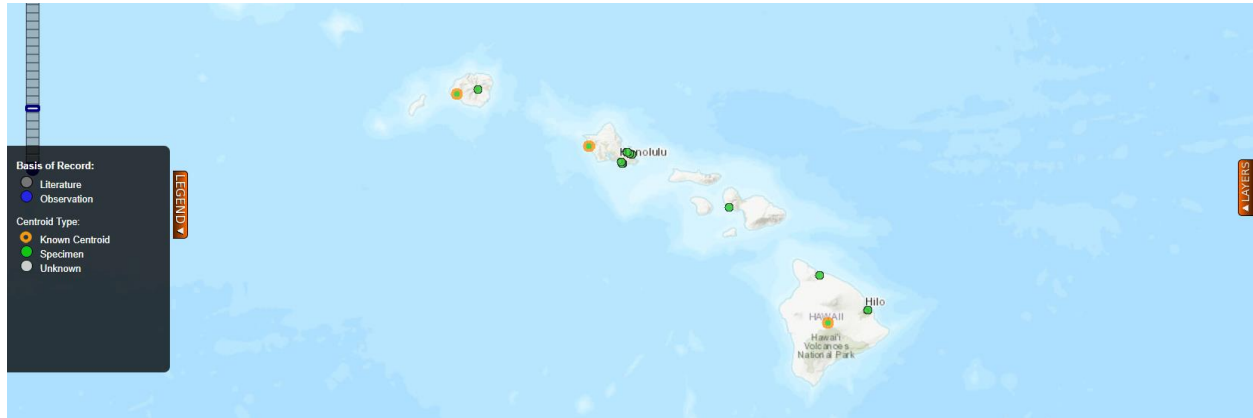 Honolulu
Basis of Record:
Literature
Observation
Centroid Type:
Known Centroid
Specimen
Unknown
LEGEND ▼
▲ LAYERS
Hilo
HAWAII
Hawai'i
Volcanoes
National Park